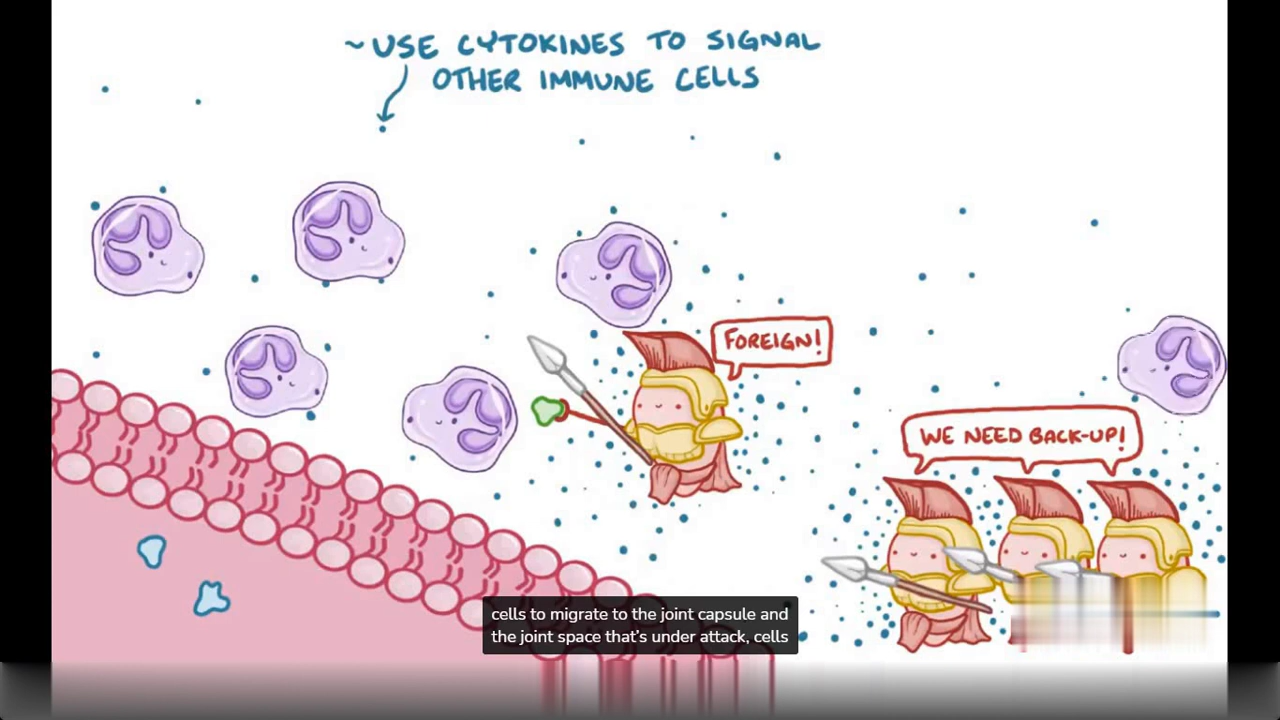 ~USE CYTOKINES TO SIGNAL
OTHER IMMUNE CELLS
FOREIGN!
WE NEED BACK-UP!
cells to migrate to the joint capsule and
the joint space that's under attack, cells